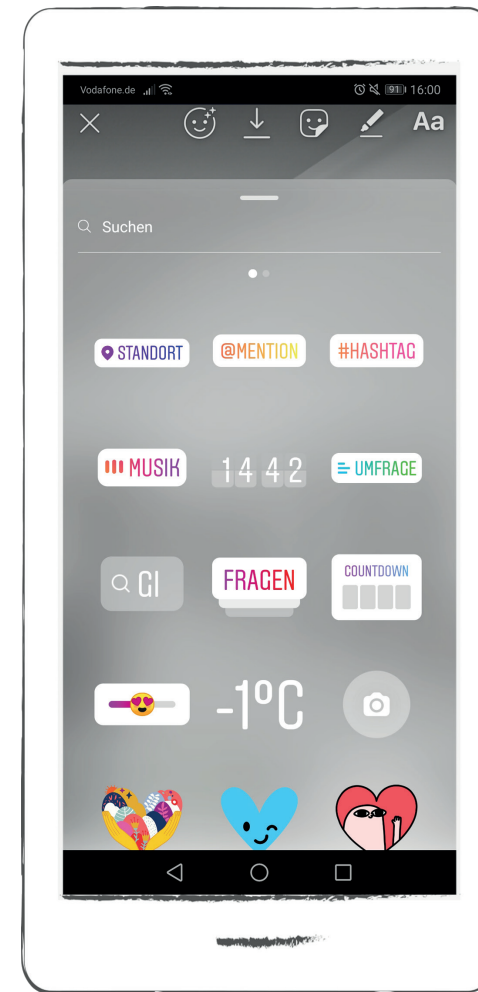 Vodafone.de 91 16:00
Aa
Suchen
STANDORT @MENTION #HASHTAG
MUSIK 14 42 UMFRAGE
GI FRAGEN COUNTDOWN
-1°C